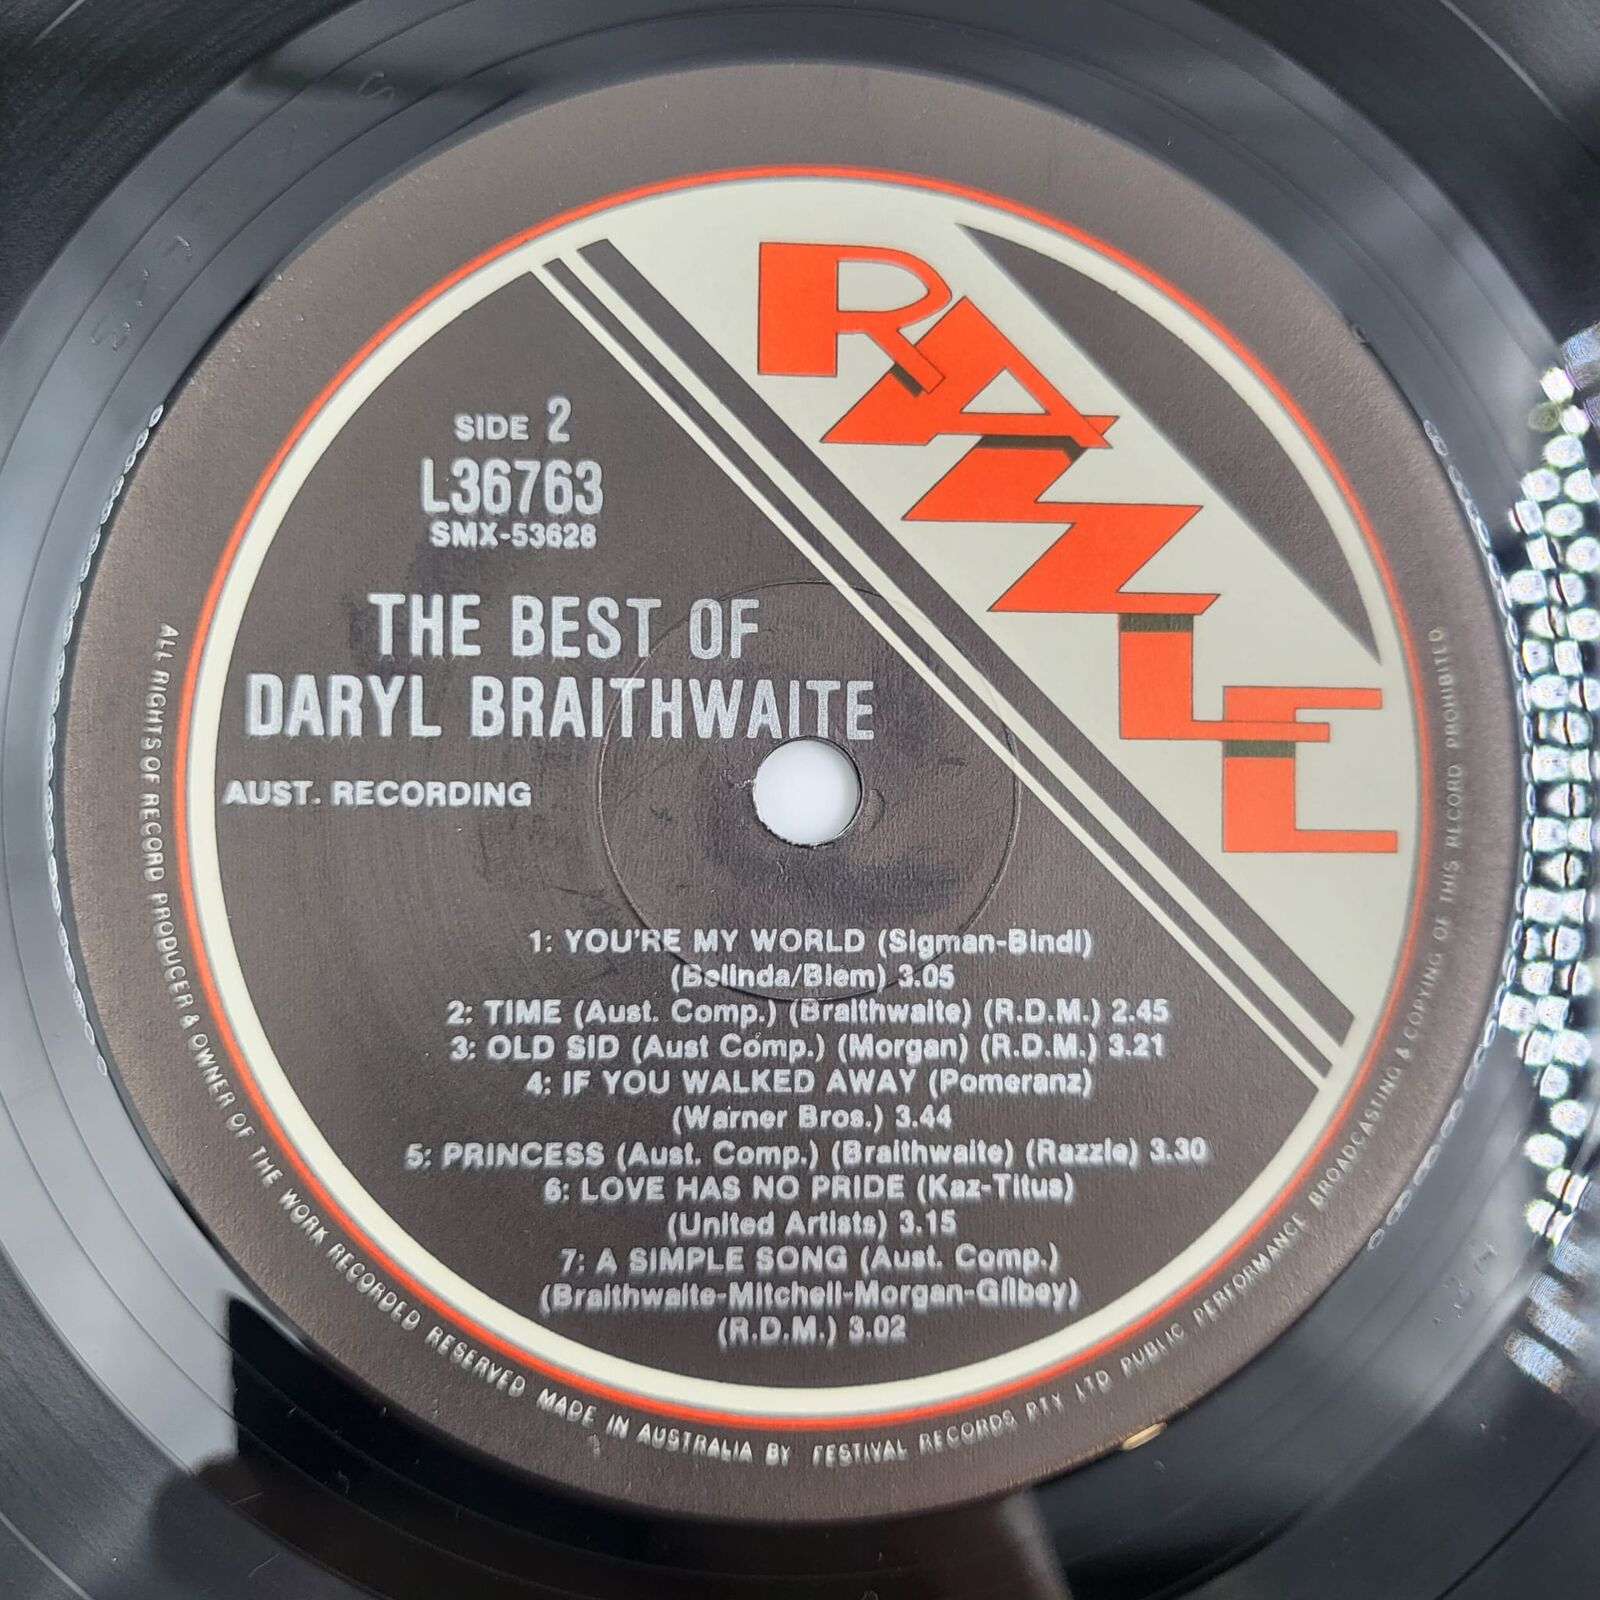 RAZZLE
SIDE 2
L36763
SMX-53628
THE BEST OF
DARYL BRAITHWAITE
AUST. RECORDING
1: YOU'RE MY WORLD (Sigman-Bindi)
(Belinda/Biem) 3.05
2: TIME (Aust. Comp.) (Braithwaite) (R.D.M.) 2.45
3: OLD SID (Aust Comp.) (Morgan) (R.D.M.) 3.21
4: IF YOU WALKED AWAY (Pomeranz)
(Warner Bros.) 3.44
5: PRINCESS (Aust. Comp.) (Braithwaite) (Razzle) 3.30
6: LOVE HAS NO PRIDE (Kaz-Titus)
(United Artists) 3.15
7: A SIMPLE SONG (Aust. Comp.)
(Braithwaite-Mitchell-Morgan-Gilbey)
(R.D.M.) 3.02
ALL RIGHTS OF RECORD PRODUCER & OWNER OF THE WORK RECORDED RESERVED MADE IN AUSTRALIA BY FESTIVAL RECORDS PTY LTD PUBLIC PERFORMANCE BROADCASTING & COPYING OF THIS RECORD PROHIBITED